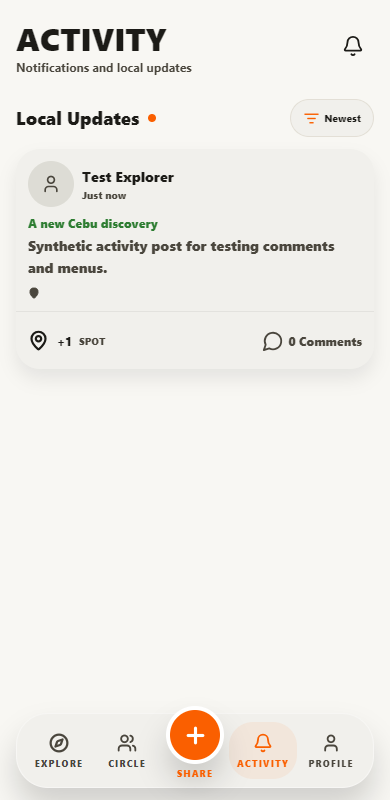 ACTIVITY
Notifications and local updates
Local Updates
Newest
Test Explorer
Just now
A new Cebu discovery
Synthetic activity post for testing comments
and menus.
+1 SPOT
0 Comments
EXPLORE
CIRCLE
SHARE
ACTIVITY
PROFILE